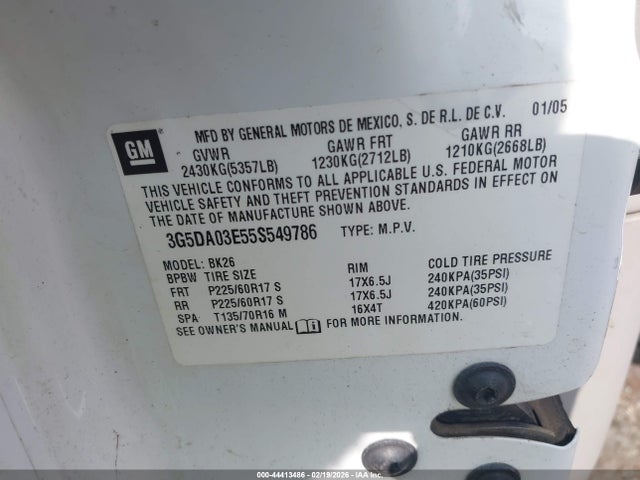 GM
MFD BY GENERAL MOTORS DE MEXICO, S. DE R.L. DE C.V. 01/05
GVWR GAWR FRT GAWR RR
2430KG(5357LB) 1230KG(2712LB) 1210KG(2668LB)
THIS VEHICLE CONFORMS TO ALL APPLICABLE U.S. FEDERAL MOTOR
VEHICLE SAFETY AND THEFT PREVENTION STANDARDS IN EFFECT ON
THE DATE OF MANUFACTURE SHOWN ABOVE.
3G5DA03E55S549786 TYPE: M.P.V.
MODEL: BK26
BPBW TIRE SIZE RIM COLD TIRE PRESSURE
FRT P225/60R17 S 17X6.5J 240KPA(35PSI)
RR P225/60R17 S 17X6.5J 240KPA(35PSI)
SPA T135/70R16 M 16X4T 420KPA(60PSI)
SEE OWNER'S MANUAL FOR MORE INFORMATION.
000-44413486 - 02/19/2026 - IAA Inc.